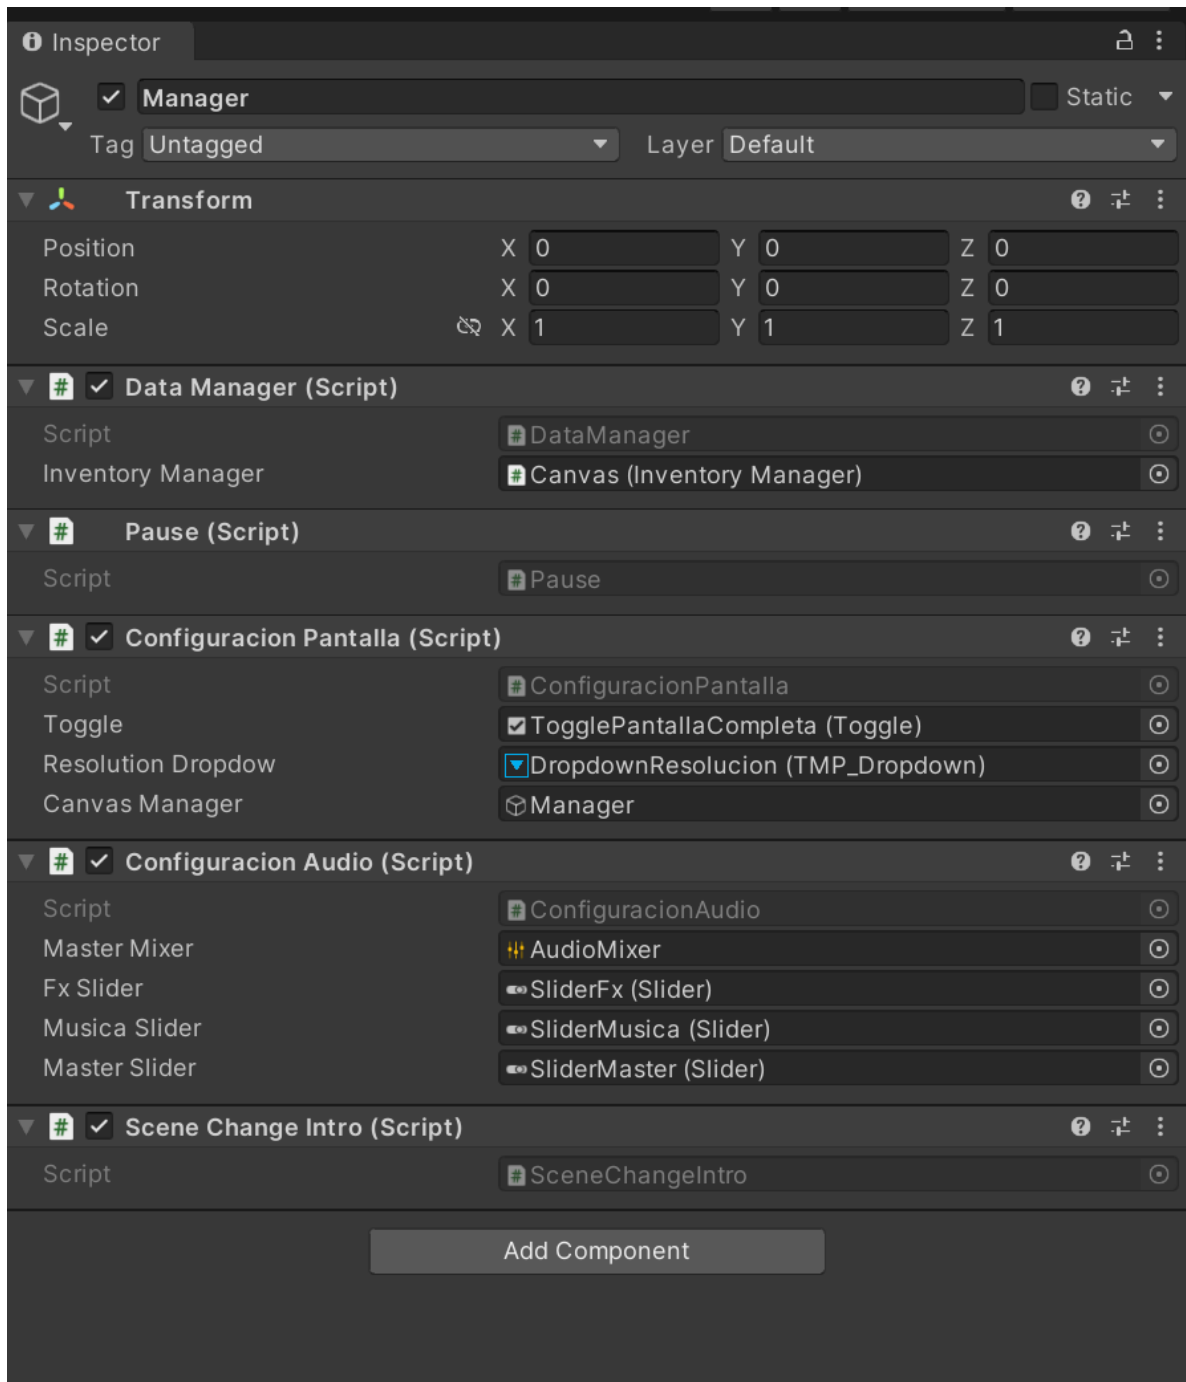 Inspector
Manager Static
Tag Untagged Layer Default
Transform
Position X 0 Y 0 Z 0
Rotation X 0 Y 0 Z 0
Scale X 1 Y 1 Z 1
# Data Manager (Script)
Script # DataManager
Inventory Manager # Canvas (Inventory Manager)
# Pause (Script)
Script # Pause
# Configuracion Pantalla (Script)
Script # ConfiguracionPantalla
Toggle TogglePantallaCompleta (Toggle)
Resolution Dropdow DropdownResolucion (TMP_Dropdown)
Canvas Manager Manager
# Configuracion Audio (Script)
Script # ConfiguracionAudio
Master Mixer AudioMixer
Fx Slider SliderFx (Slider)
Musica Slider SliderMusica (Slider)
Master Slider SliderMaster (Slider)
# Scene Change Intro (Script)
Script # SceneChangeIntro
Add Component